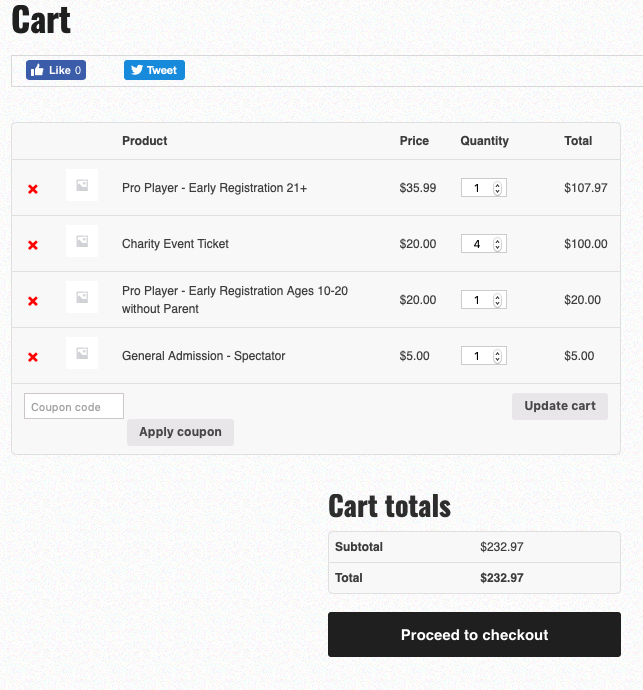 Cart
Like 0
Tweet
Product Price Quantity Total
Pro Player - Early Registration 21+ $35.99 1 $107.97
Charity Event Ticket $20.00 4 $100.00
Pro Player - Early Registration Ages 10-20
without Parent $20.00 1 $20.00
General Admission - Spectator $5.00 1 $5.00
Coupon code
Update cart
Apply coupon
Cart totals
Subtotal $232.97
Total $232.97
Proceed to checkout